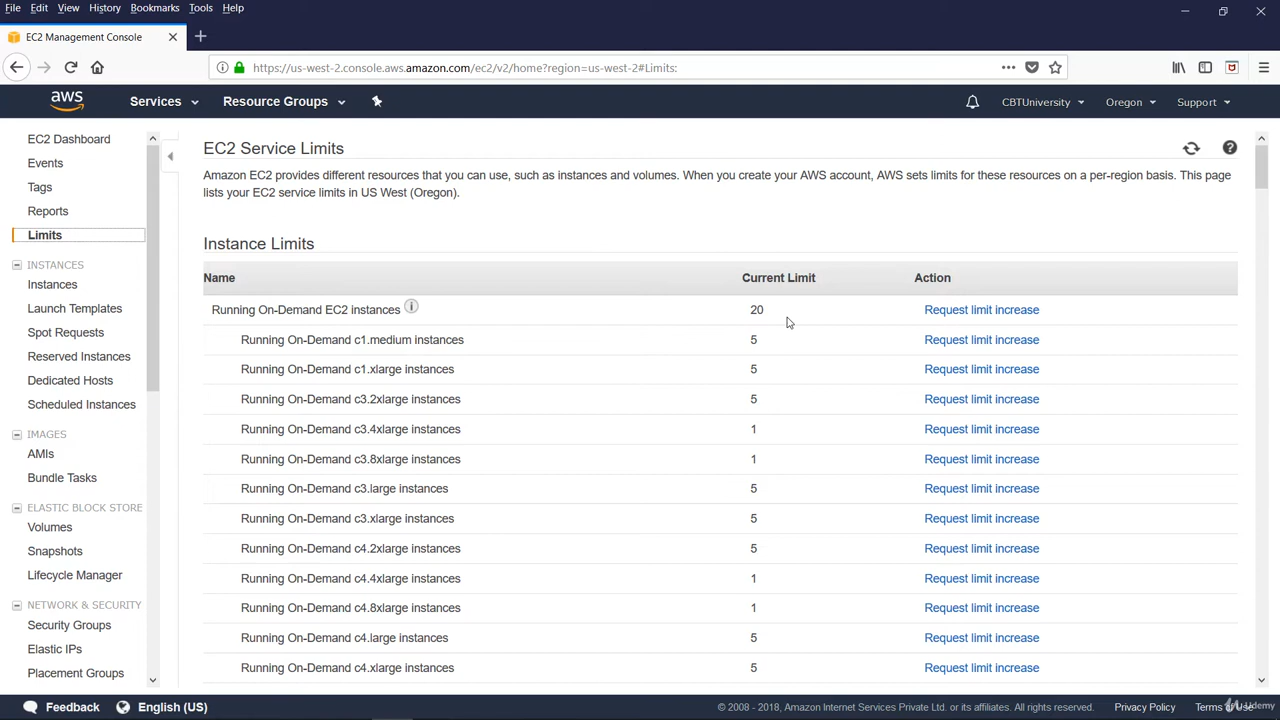 File Edit View History Bookmarks Tools Help
EC2 Management Console
https://us-west-2.console.aws.amazon.com/ec2/v2/home?region=us-west-2#Limits:
aws Services Resource Groups CBTUniversity Oregon Support
EC2 Dashboard
Events
Tags
Reports
Limits
INSTANCES
Instances
Launch Templates
Spot Requests
Reserved Instances
Dedicated Hosts
Scheduled Instances
IMAGES
AMIs
Bundle Tasks
ELASTIC BLOCK STORE
Volumes
Snapshots
Lifecycle Manager
NETWORK & SECURITY
Security Groups
Elastic IPs
Placement Groups
EC2 Service Limits
Amazon EC2 provides different resources that you can use, such as instances and volumes. When you create your AWS account, AWS sets limits for these resources on a per-region basis. This page
lists your EC2 service limits in US West (Oregon).
Instance Limits
Name Current Limit Action
Running On-Demand EC2 instances 20 Request limit increase
Running On-Demand c1.medium instances 5 Request limit increase
Running On-Demand c1.xlarge instances 5 Request limit increase
Running On-Demand c3.2xlarge instances 5 Request limit increase
Running On-Demand c3.4xlarge instances 1 Request limit increase
Running On-Demand c3.8xlarge instances 1 Request limit increase
Running On-Demand c3.large instances 5 Request limit increase
Running On-Demand c3.xlarge instances 5 Request limit increase
Running On-Demand c4.2xlarge instances 5 Request limit increase
Running On-Demand c4.4xlarge instances 1 Request limit increase
Running On-Demand c4.8xlarge instances 1 Request limit increase
Running On-Demand c4.large instances 5 Request limit increase
Running On-Demand c4.xlarge instances 5 Request limit increase
Feedback English (US) © 2008 - 2018, Amazon Internet Services Private Ltd. or its affiliates. All rights reserved. Privacy Policy Terms of Use
Udemy